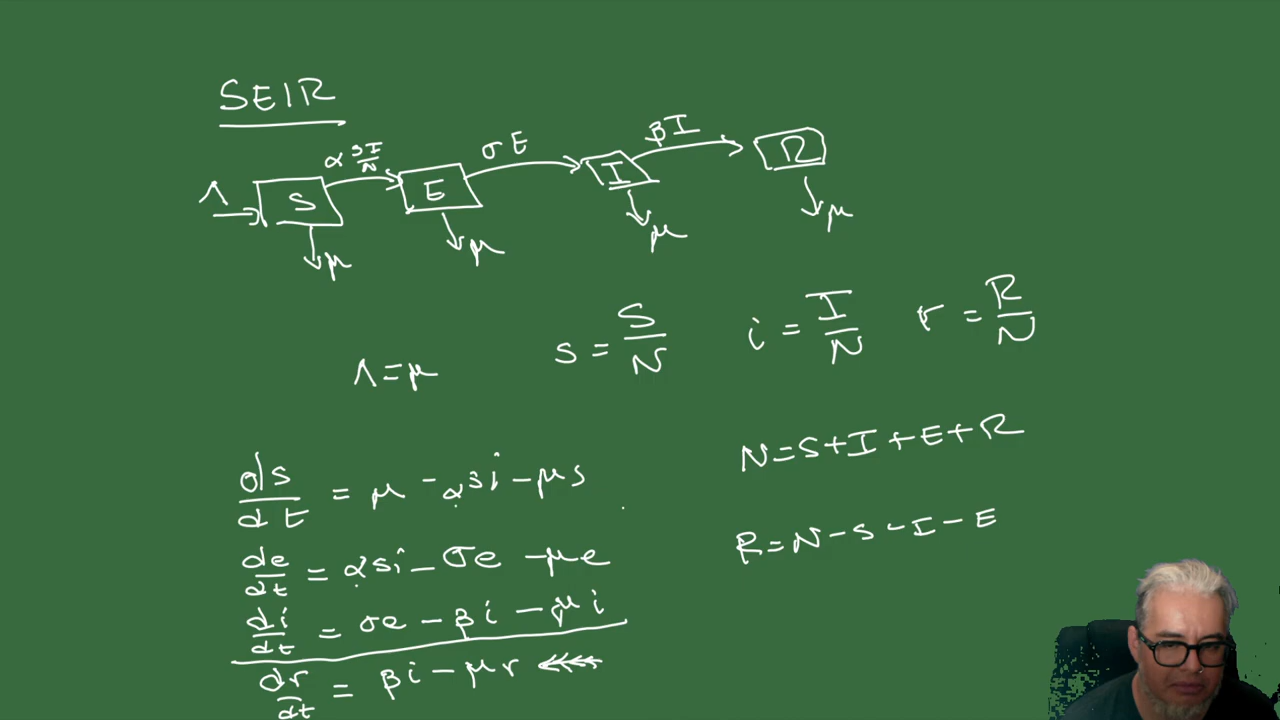 SEIR
α SI/N σE βI
Λ S E I R
μ μ μ μ
s = S/N i = I/N r = R/N
Λ = μ
N = S + I + E + R
ds/dt = μ - αsi - μs
R = N - S - I - E
de/dt = αsi - σe - μe
di/dt = σe - βi - μi
dr/dt = βi - μr